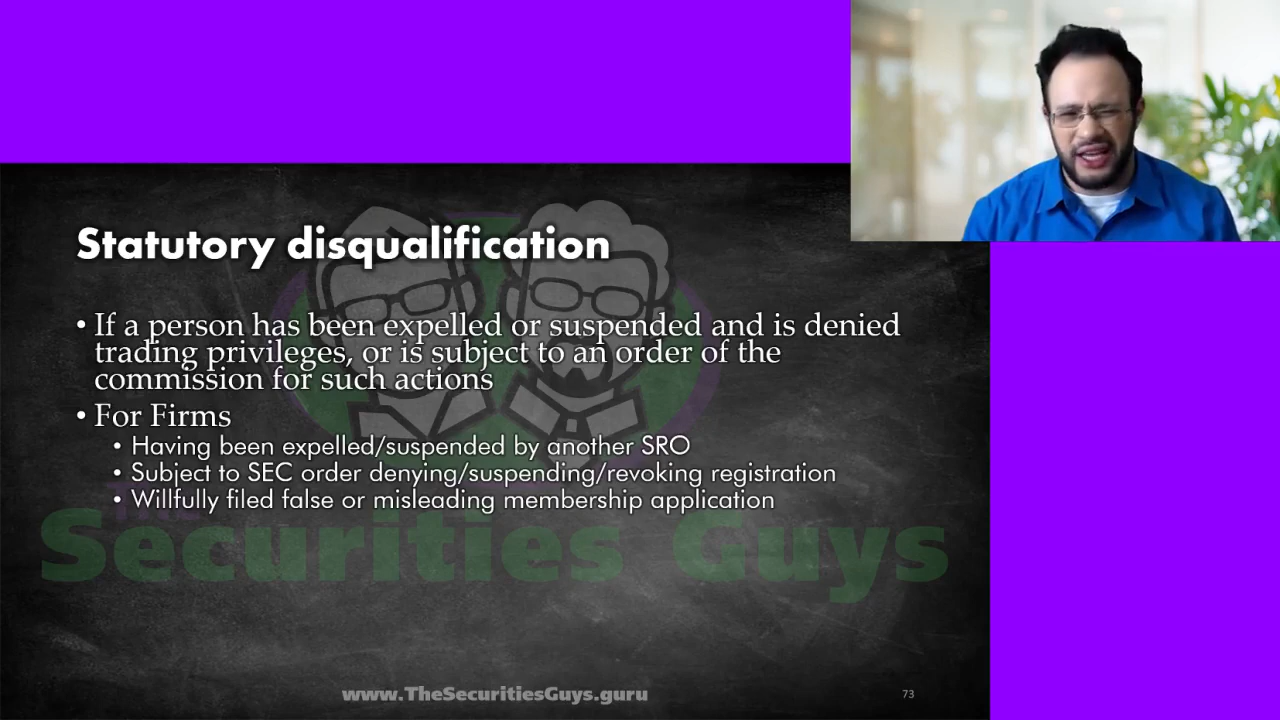 Statutory disqualification
• If a person has been expelled or suspended and is denied
trading privileges, or is subject to an order of the
commission for such actions
• For Firms
• Having been expelled/suspended by another SRO
• Subject to SEC order denying/suspending/revoking registration
• Willfully filed false or misleading membership application
The
Securities Guys
www.TheSecuritiesGuys.guru
73